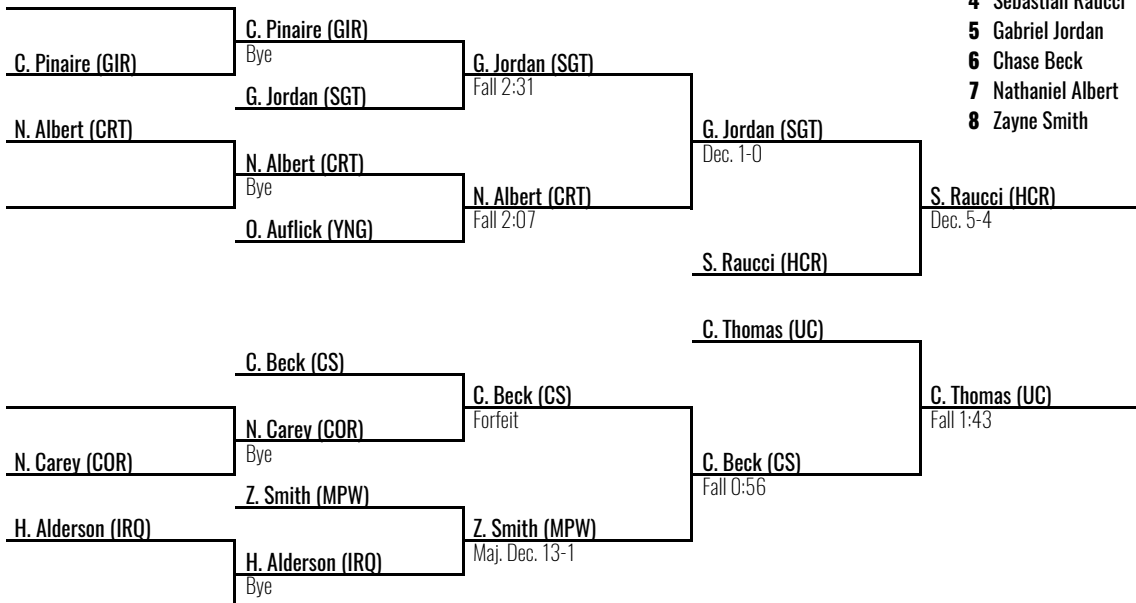 4 Sebastian Raucci
C. Pinaire (GIR)
Bye
5 Gabriel Jordan
C. Pinaire (GIR)
G. Jordan (SGT)
Fall 2:31
6 Chase Beck
G. Jordan (SGT)
7 Nathaniel Albert
N. Albert (CRT)
G. Jordan (SGT)
Dec. 1-0
8 Zayne Smith
N. Albert (CRT)
Bye
N. Albert (CRT)
Fall 2:07
S. Raucci (HCR)
Dec. 5-4
O. Auflick (YNG)
S. Raucci (HCR)
C. Thomas (UC)
C. Beck (CS)
C. Beck (CS)
Forfeit
C. Thomas (UC)
Fall 1:43
N. Carey (COR)
Bye
N. Carey (COR)
C. Beck (CS)
Fall 0:56
Z. Smith (MPW)
H. Alderson (IRQ)
Z. Smith (MPW)
Maj. Dec. 13-1
H. Alderson (IRQ)
Bye